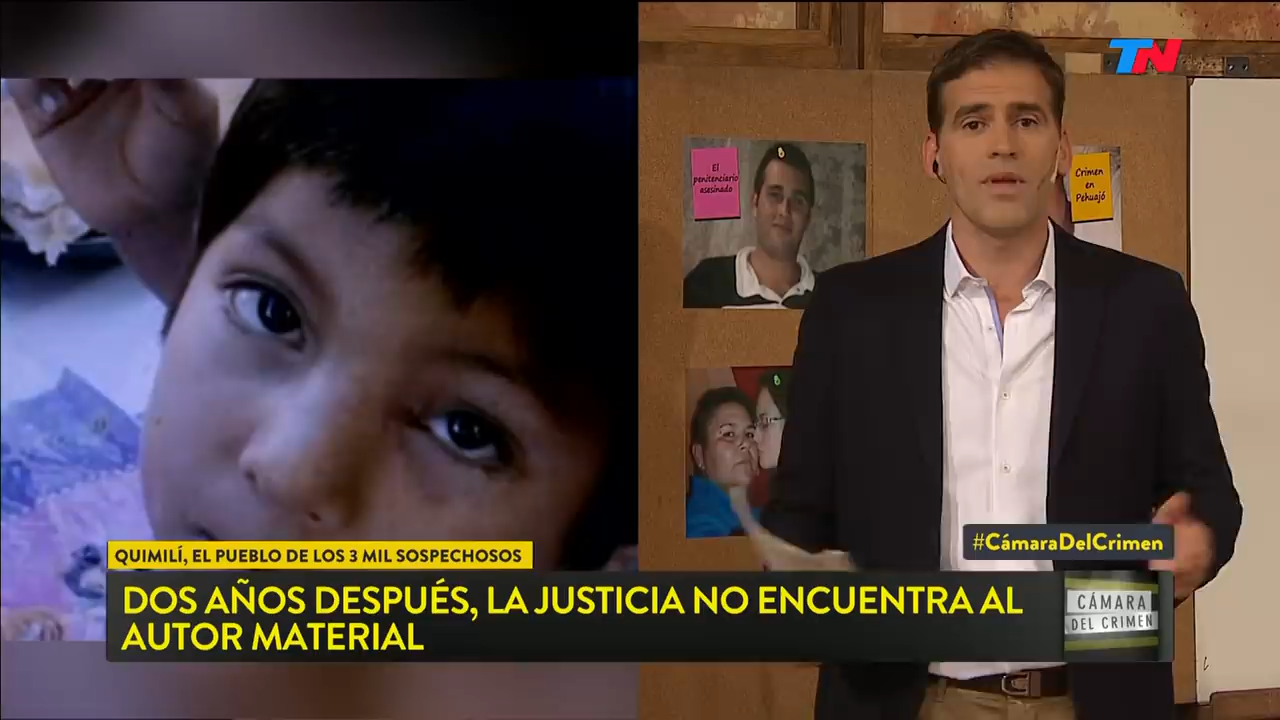 TN
El
penitenciario
asesinado
Crimen
en
Pehuajó
#CámaraDelCrimen
QUIMILÍ, EL PUEBLO DE LOS 3 MIL SOSPECHOSOS
DOS AÑOS DESPUÉS, LA JUSTICIA NO ENCUENTRA AL
AUTOR MATERIAL
CÁMARA
DEL CRIMEN